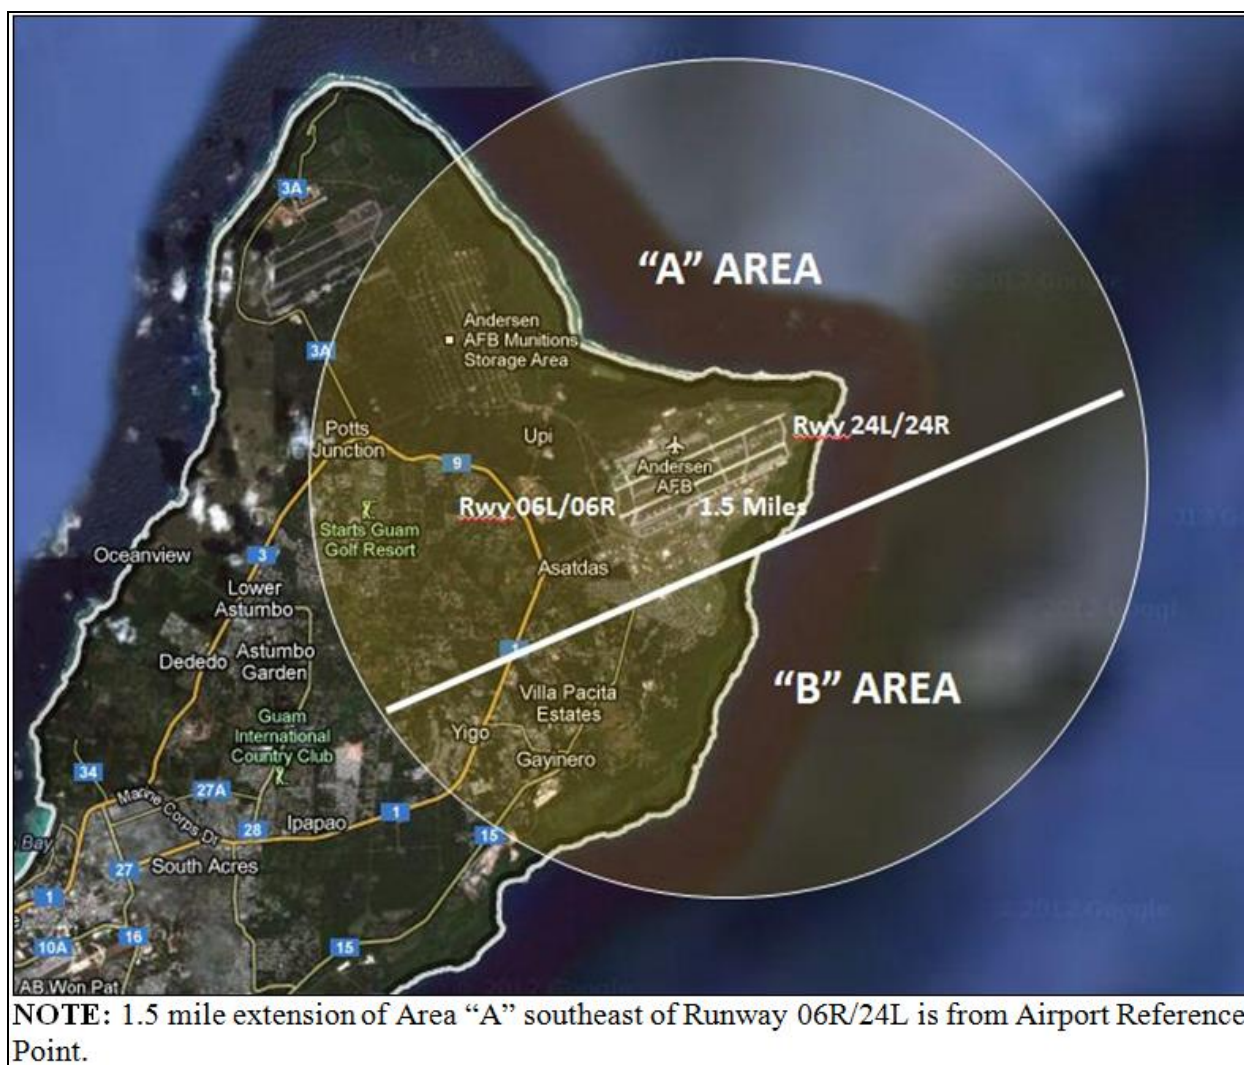 3A
"A" AREA
Andersen
AFB Munitions
Storage Area
3A
Rwy 24L/24R
Potts
Junction
Upi
9
Andersen
AFB
Rwy 06L/06R
1.5 Miles
Starts Guam
Golf Resort
Oceanview
3
Asatdas
Lower
Astumbo
1
Dededo
Astumbo
Garden
"B" AREA
Villa Pacita
Estates
Guam
International
Country Club
Yigo
Gayinero
34
27A
Marine Corps Dr
1
Ipapao
28
15
Bay
27
South Acres
1
16
10A
15
AB Won Pat
NOTE: 1.5 mile extension of Area “A” southeast of Runway 06R/24L is from Airport Reference
Point.